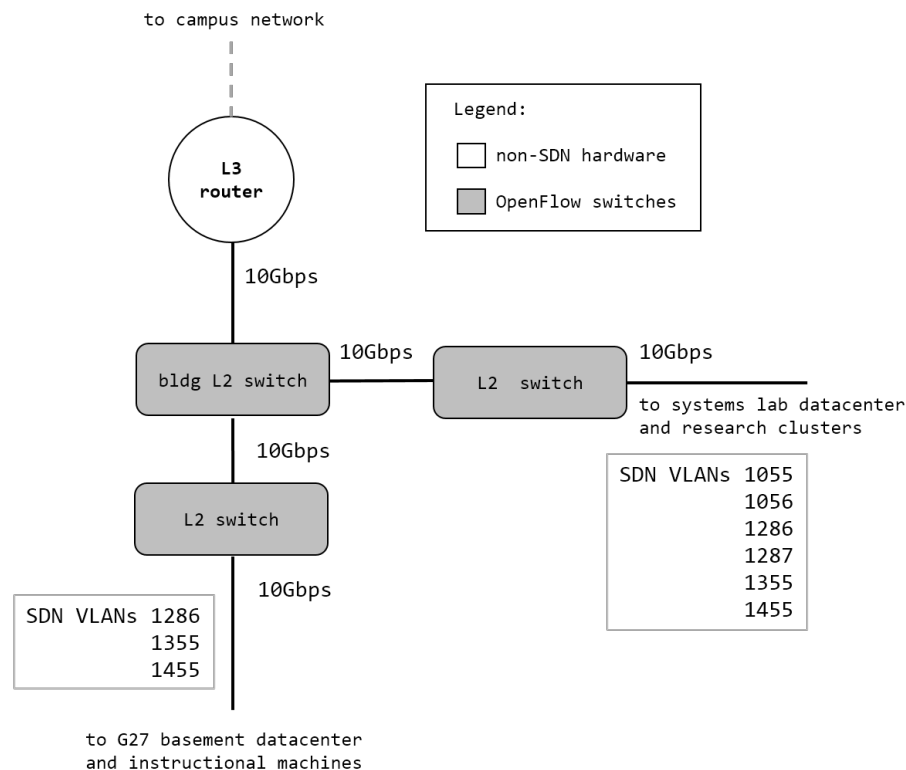 to campus network
Legend:
non-SDN hardware
OpenFlow switches
L3
router
10Gbps
bldg L2 switch
10Gbps
L2 switch
10Gbps
to systems lab datacenter
and research clusters
SDN VLANs 1055
1056
1286
1287
1355
1455
10Gbps
L2 switch
10Gbps
SDN VLANs 1286
1355
1455
to G27 basement datacenter
and instructional machines